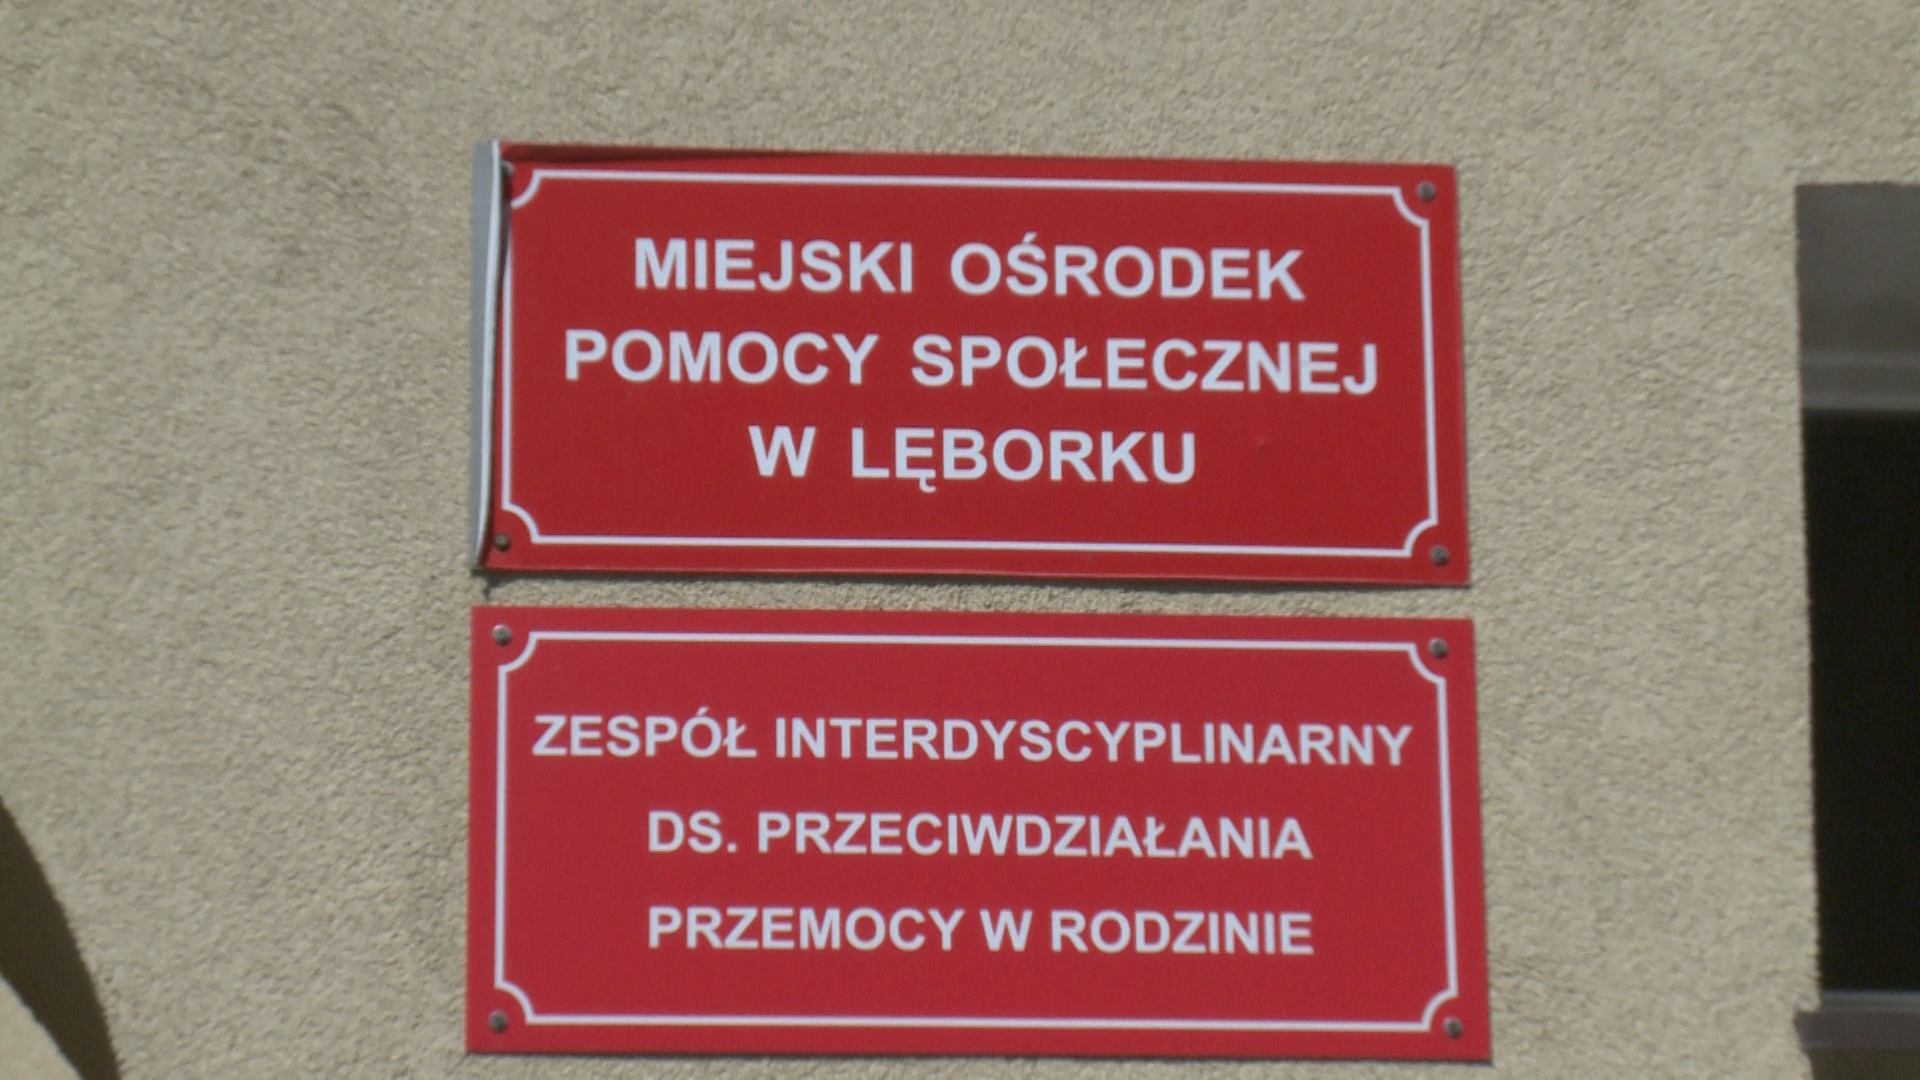 MIEJSKI OŚRODEK
POMOCY SPOŁECZNEJ
W LĘBORKU
ZESPÓŁ INTERDYSCYPLINARNY
DS. PRZECIWDZIAŁANIA
PRZEMOCY W RODZINIE